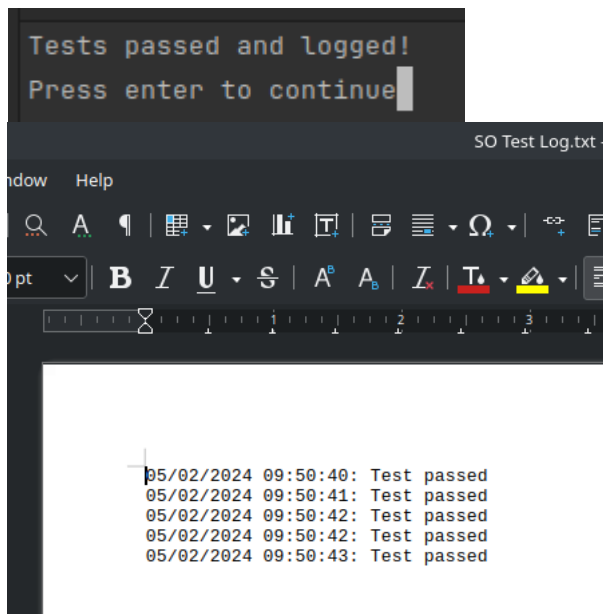 Tests passed and logged!
Press enter to continue
SO Test Log.txt -
ndow Help
pt
B I U S A B A B I T
1 2 3
05/02/2024 09:50:40: Test passed
05/02/2024 09:50:41: Test passed
05/02/2024 09:50:42: Test passed
05/02/2024 09:50:42: Test passed
05/02/2024 09:50:43: Test passed